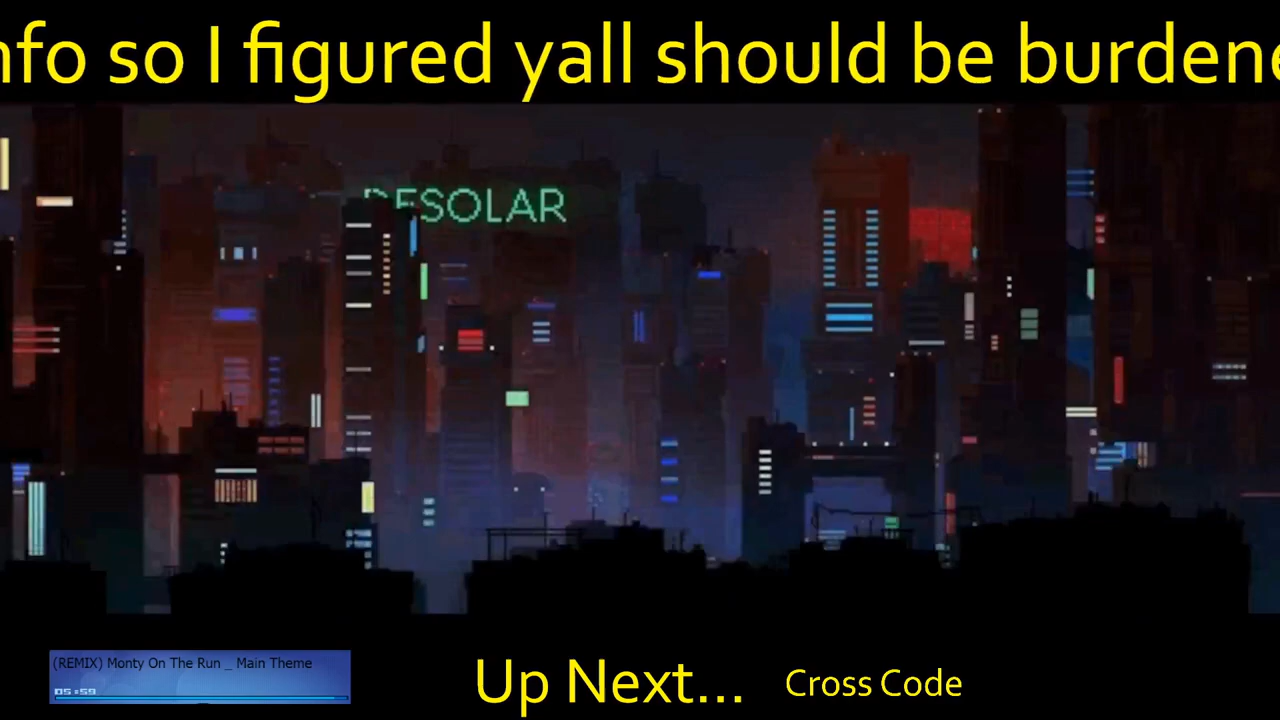 nfo so I figured yall should be burdene
DESOLAR
(REMIX) Monty On The Run _ Main Theme
05:59
Up Next... Cross Code